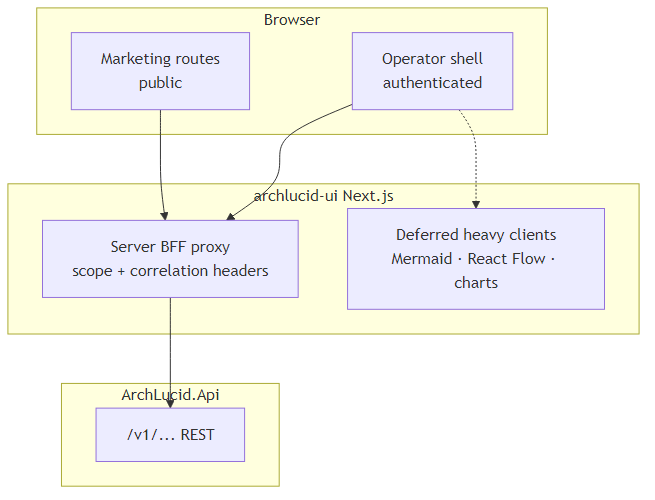 Browser
Marketing routes
public
Operator shell
authenticated
archlucid-ui Next.js
Server BFF proxy
scope + correlation headers
Deferred heavy clients
Mermaid · React Flow ·
charts
ArchLucid.Api
/v1/... REST